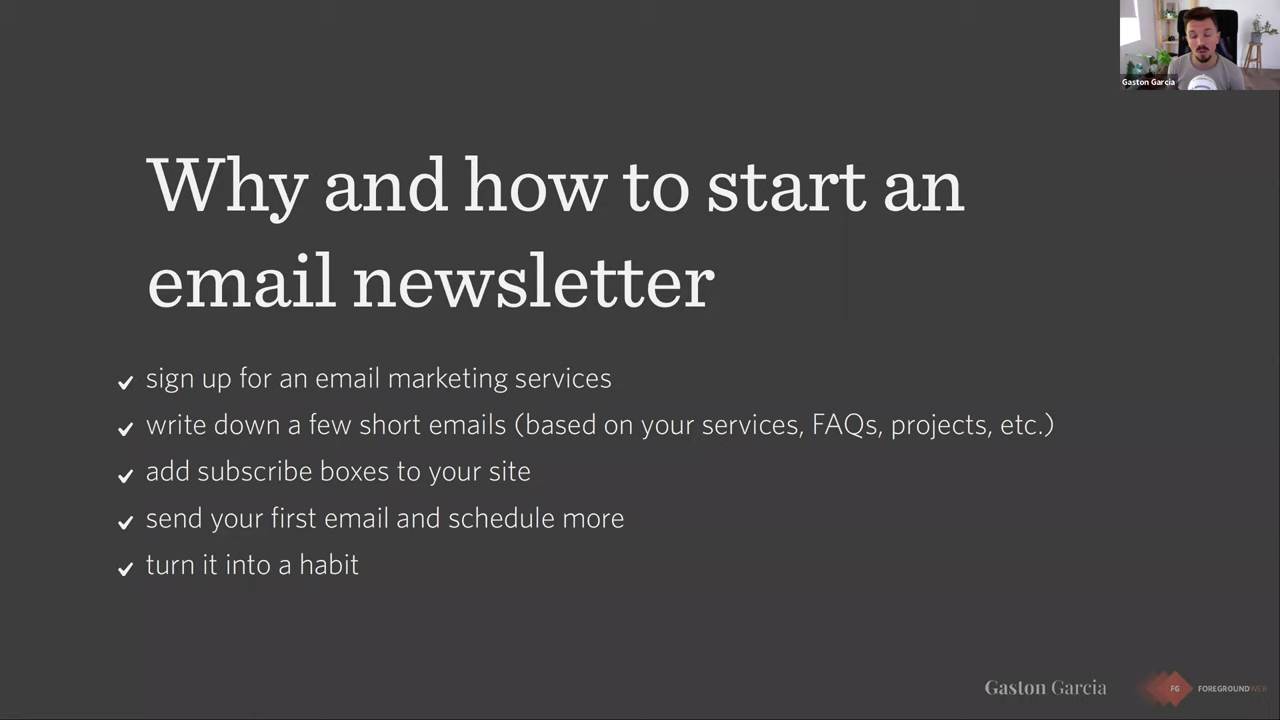 Gaston Garcia
Why and how to start an
email newsletter
sign up for an email marketing services
write down a few short emails (based on your services, FAQs, projects, etc.)
add subscribe boxes to your site
send your first email and schedule more
turn it into a habit
Gaston Garcia
FG FOREGROUNDWEB